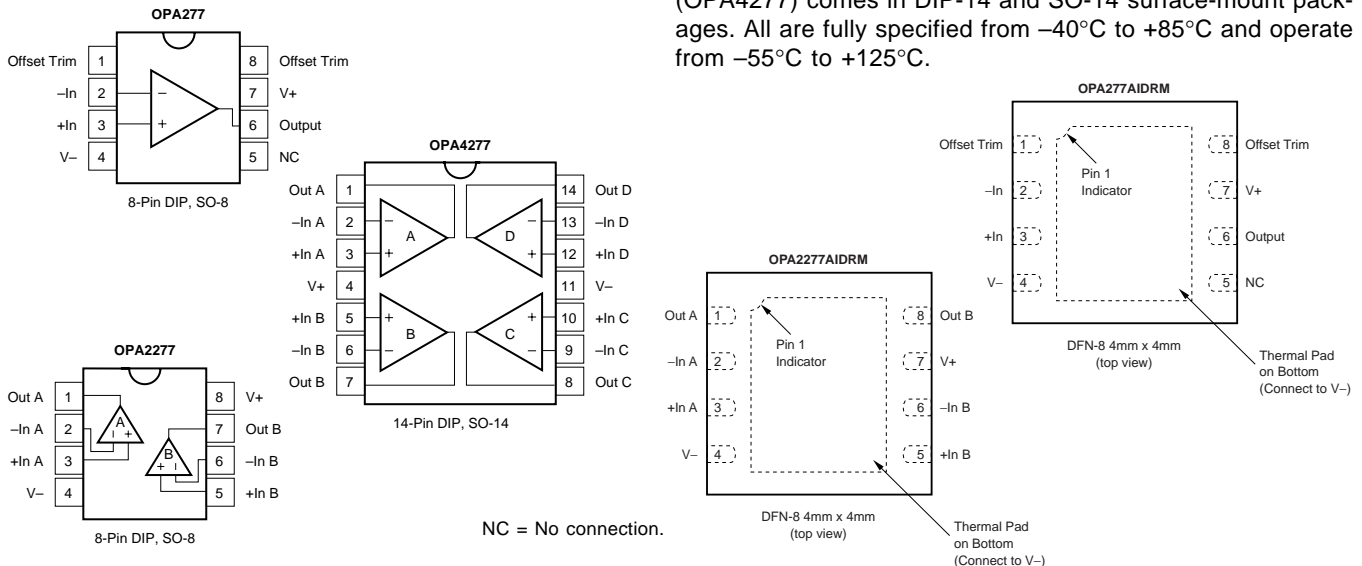 OPA277
Offset Trim 1 8 Offset Trim
–In 2 – 7 V+
+In 3 + 6 Output
V– 4 5 NC
8-Pin DIP, SO-8
(OPA4277) comes in DIP-14 and SO-14 surface-mount pack-
ages. All are fully specified from –40°C to +85°C and operate
from –55°C to +125°C.
OPA4277
Out A 1 14 Out D
–In A 2 – A D – 13 –In D
+In A 3 + + 12 +In D
V+ 4 11 V–
+In B 5 + + 10 +In C
–In B 6 – B C – 9 –In C
Out B 7 8 Out C
14-Pin DIP, SO-14
OPA277AIDRM
Offset Trim 1 8 Offset Trim
Pin 1
Indicator
–In 2 7 V+
+In 3 6 Output
V– 4 5 NC
DFN-8 4mm x 4mm
(top view)
Thermal Pad
on Bottom
(Connect to V–)
OPA2277
Out A 1 8 V+
–In A 2 A – + 7 Out B
+In A 3 B + – 6 –In B
V– 4 5 +In B
8-Pin DIP, SO-8
OPA2277AIDRM
Out A 1 8 Out B
Pin 1
Indicator
–In A 2 7 V+
+In A 3 6 –In B
V– 4 5 +In B
DFN-8 4mm x 4mm
(top view)
Thermal Pad
on Bottom
(Connect to V–)
NC = No connection.